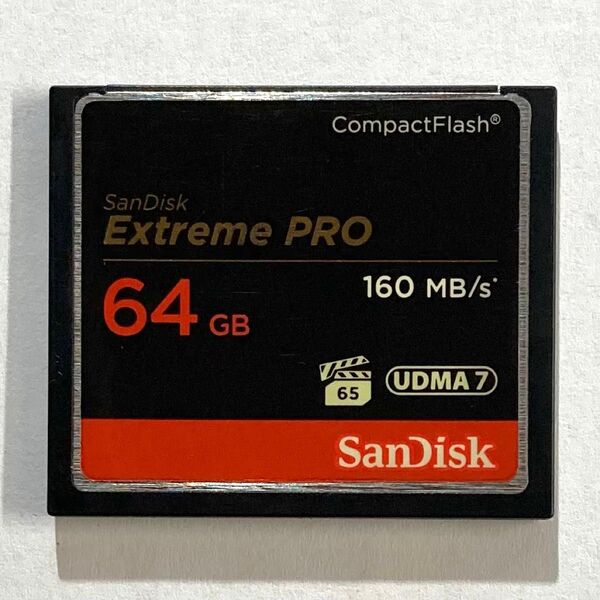 CompactFlash®
SanDisk
Extreme PRO
64 GB
160 MB/s*
65
UDMA 7
SanDisk